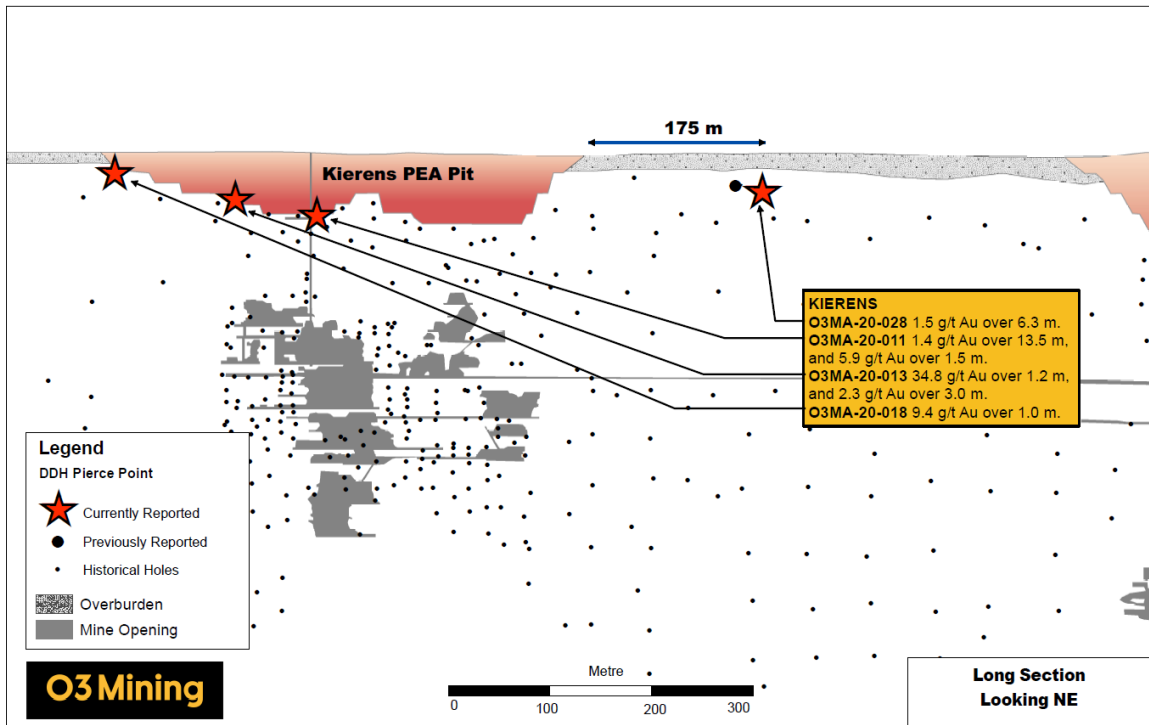 175 m
Kierens PEA Pit
KIERENS
O3MA-20-028 1.5 g/t Au over 6.3 m.
O3MA-20-011 1.4 g/t Au over 13.5 m,
and 5.9 g/t Au over 1.5 m.
O3MA-20-013 34.8 g/t Au over 1.2 m,
and 2.3 g/t Au over 3.0 m.
O3MA-20-018 9.4 g/t Au over 1.0 m.
Legend
DDH Pierce Point
Currently Reported
Previously Reported
Historical Holes
Overburden
Mine Opening
O3 Mining
Metre
0 100 200 300
Long Section
Looking NE